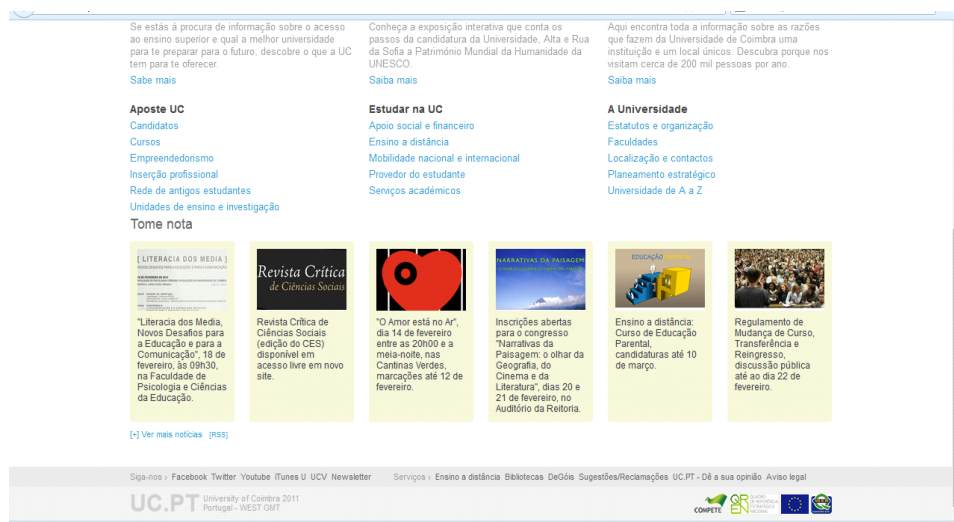 Se estás á procura de informação sobre o acesso
ao ensino superior e qual a melhor universidade
para te preparar para o futuro, descobre o que a UC
tem para te oferecer.
Sabe mais
Conheça a exposição interativa que conta os
passos da candidatura da Universidade, Alta e Rua
da Sofia a Património Mundial da Humanidade da
UNESCO.
Saiba mais
Aqui encontra toda a informação sobre as razões
que fazem da Universidade de Coimbra uma
instituição e um local únicos. Descubra porque nos
visitam cerca de 200 mil pessoas por ano.
Saiba mais
Aposte UC
Candidatos
Cursos
Empreendedorismo
Inserção profissional
Rede de antigos estudantes
Unidades de ensino e investigação
Estudar na UC
Apoio social e financeiro
Ensino a distância
Mobilidade nacional e internacional
Provedor do estudante
Serviços académicos
A Universidade
Estatutos e organização
Faculdades
Localização e contactos
Planeamento estratégico
Universidade de A a Z
Tome nota
[ LITERACIA DOS MEDIA ]
"Literacia dos Media,
Novos Desafios para
a Educação e para a
Comunicação", 18 de
fevereiro, às 09h30,
na Faculdade de
Psicologia e Ciências
da Educação.
Revista Crítica
de Ciências Sociais
Revista Crítica de
Ciências Sociais
(edição do CES)
disponível em
acesso livre em novo
site.
"O Amor está no Ar",
dia 14 de fevereiro
entre as 20h00 e a
meia-noite, nas
Cantinas Verdes,
marcações até 12 de
fevereiro.
NARRATIVAS DA PAISAGEM
Inscrições abertas
para o congresso
"Narrativas da
Paisagem: o olhar da
Geografia, do
Cinema e da
Literatura", dias 20 e
21 de fevereiro, no
Auditório da Reitoria.
EDUCAÇÃO
Ensino a distância:
Curso de Educação
Parental,
candidaturas até 10
de março.
Regulamento de
Mudança de Curso,
Transferência e
Reingresso,
discussão pública
até ao dia 22 de
fevereiro.
[+] Ver mais notícias [RSS]
Siga-nos › Facebook Twitter Youtube iTunes U UCV Newsletter
Serviços › Ensino a distância Bibliotecas DeGóis Sugestões/Reclamações UC.PT - Dê a sua opinião Aviso legal
UC.PT
University of Coimbra 2011
Portugal - WEST GMT
COMPETE
QREN
QUADRO
DE REFERÊNCIA
ESTRATÉGICO
NACIONAL